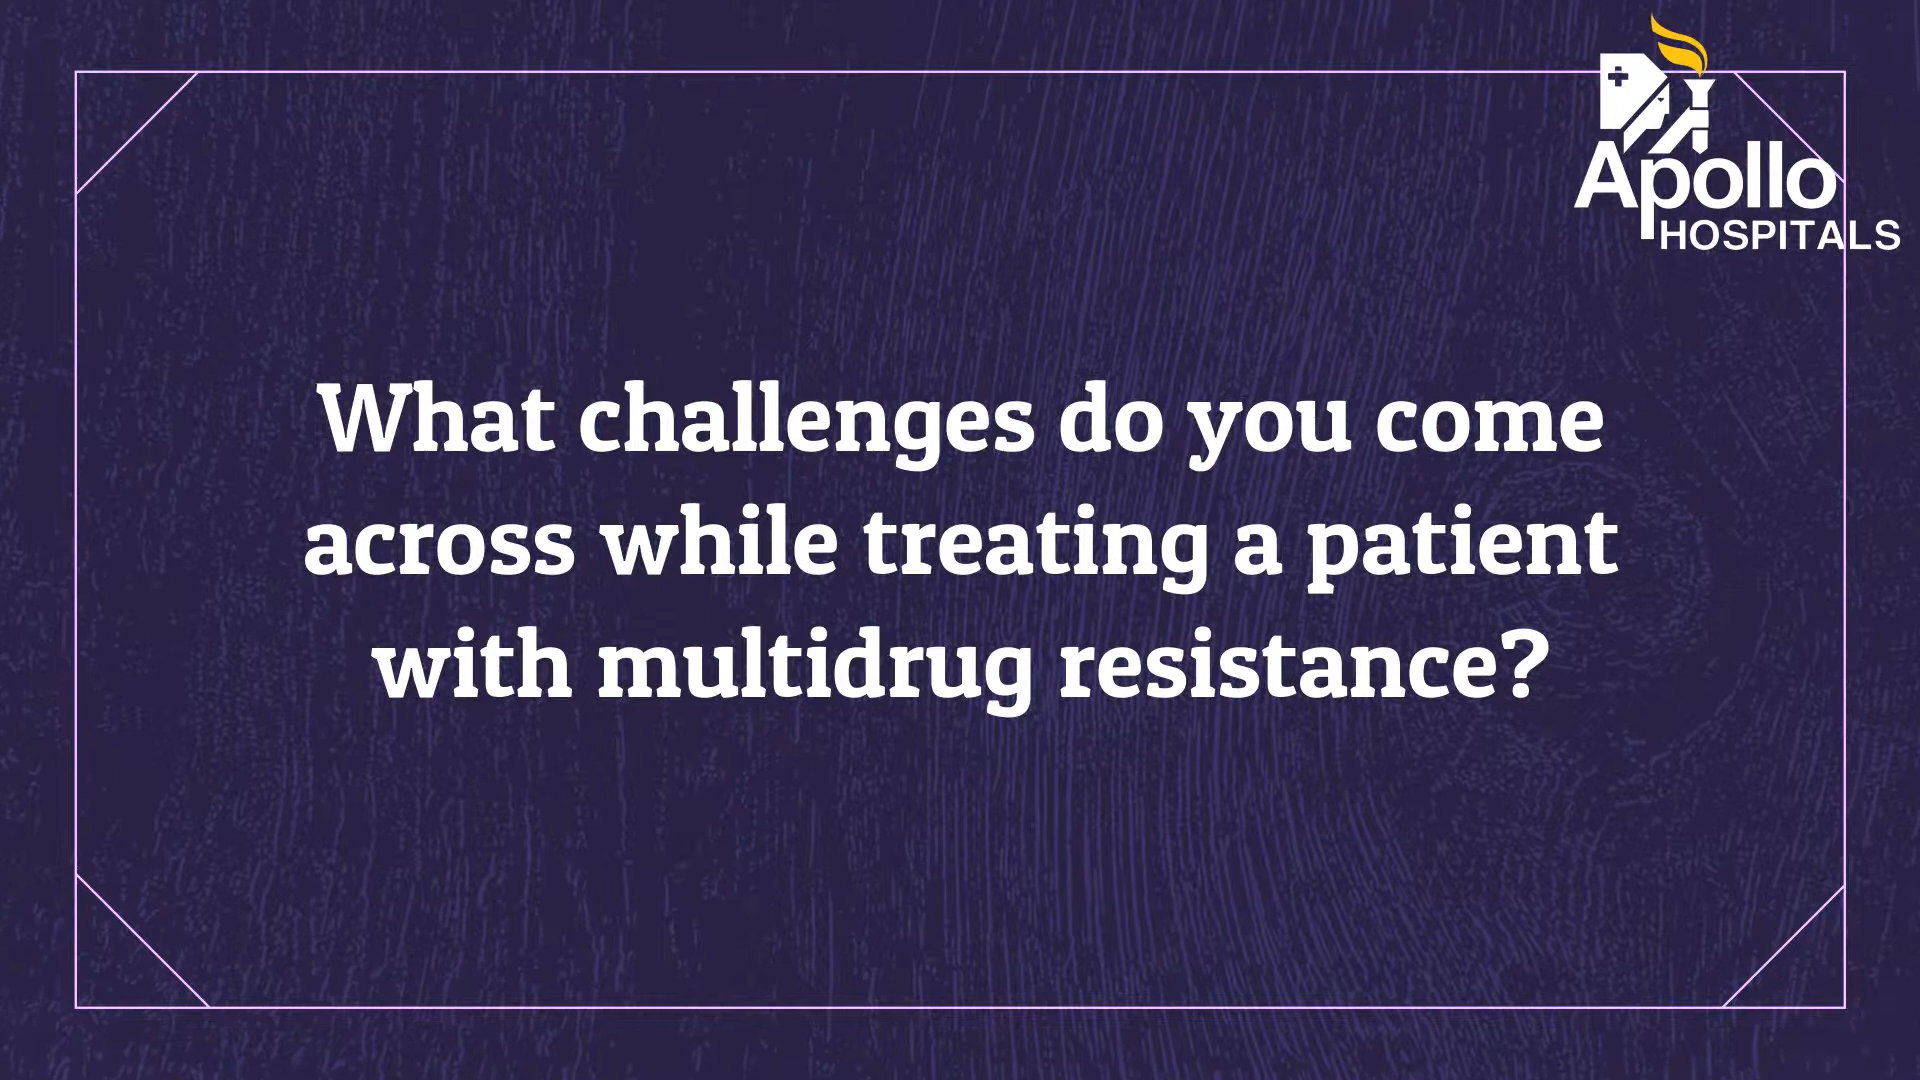 Apollo
HOSPITALS
What challenges do you come
across while treating a patient
with multidrug resistance?